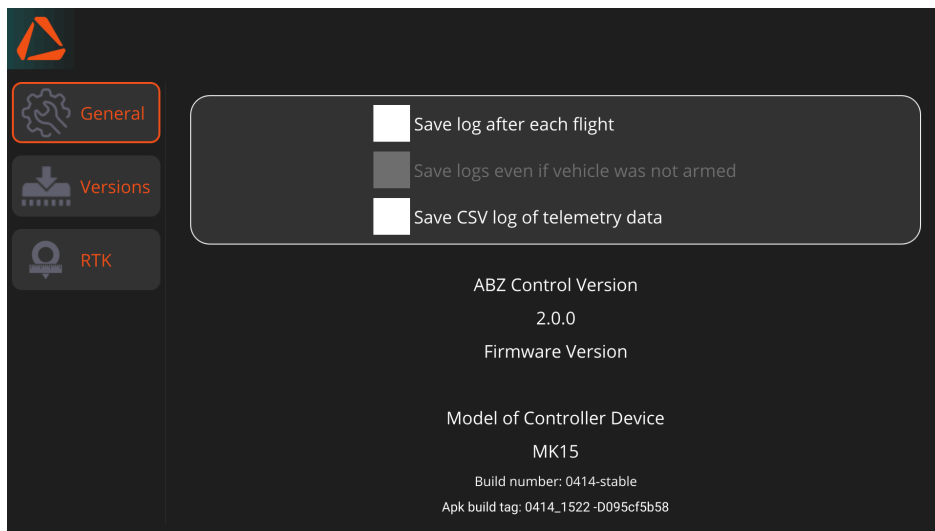 General
Versions
RTK
Save log after each flight
Save logs even if vehicle was not armed
Save CSV log of telemetry data
ABZ Control Version
2.0.0
Firmware Version
Model of Controller Device
MK15
Build number: 0414-stable
Apk build tag: 0414_1522 -D095cf5b58